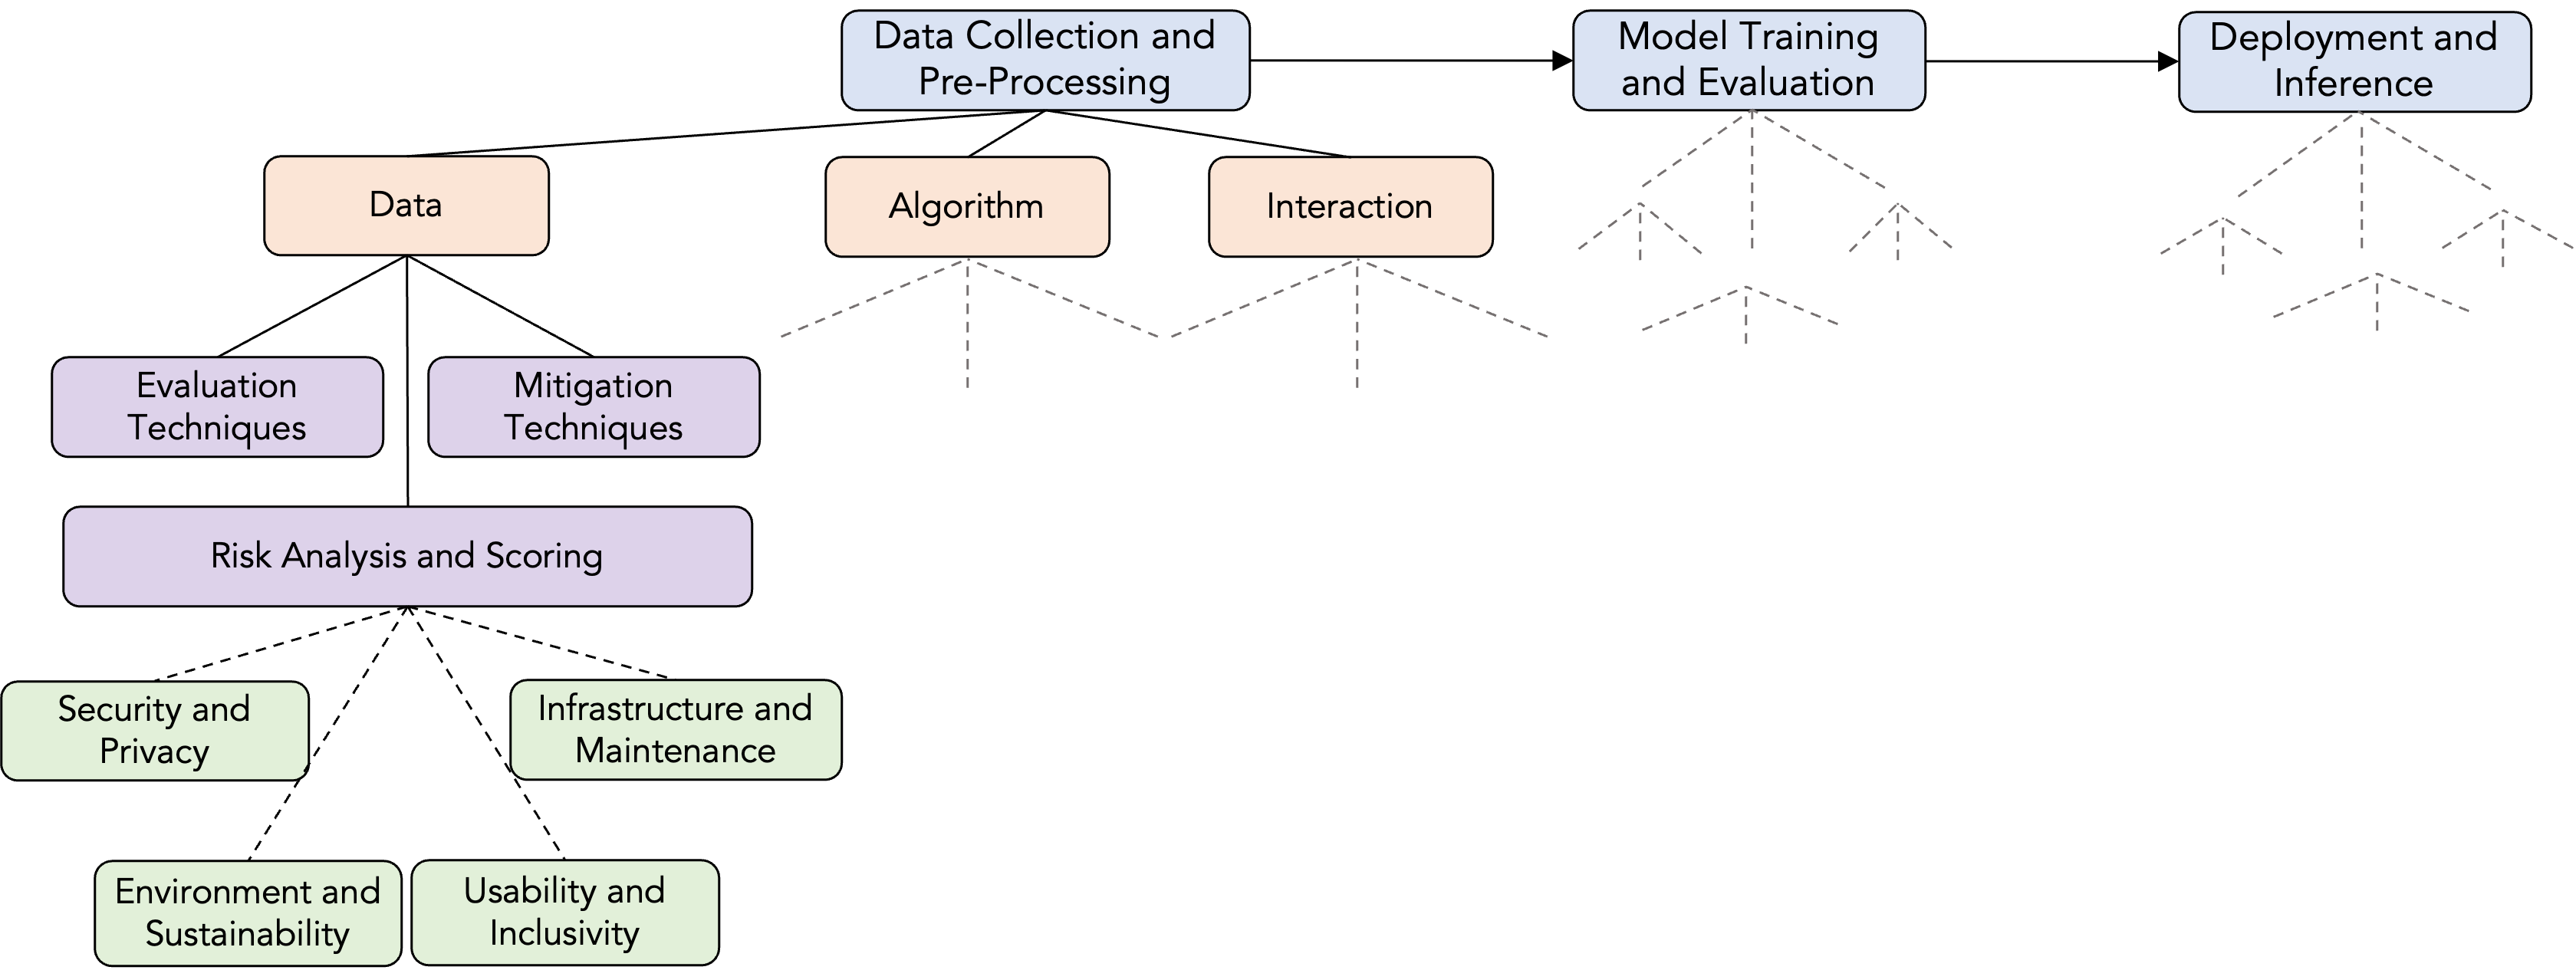 Data Collection and
Pre-Processing
Model Training
and Evaluation
Deployment and
Inference
Data
Algorithm
Interaction
Evaluation
Techniques
Mitigation
Techniques
Risk Analysis and Scoring
Security and
Privacy
Infrastructure and
Maintenance
Environment and
Sustainability
Usability and
Inclusivity